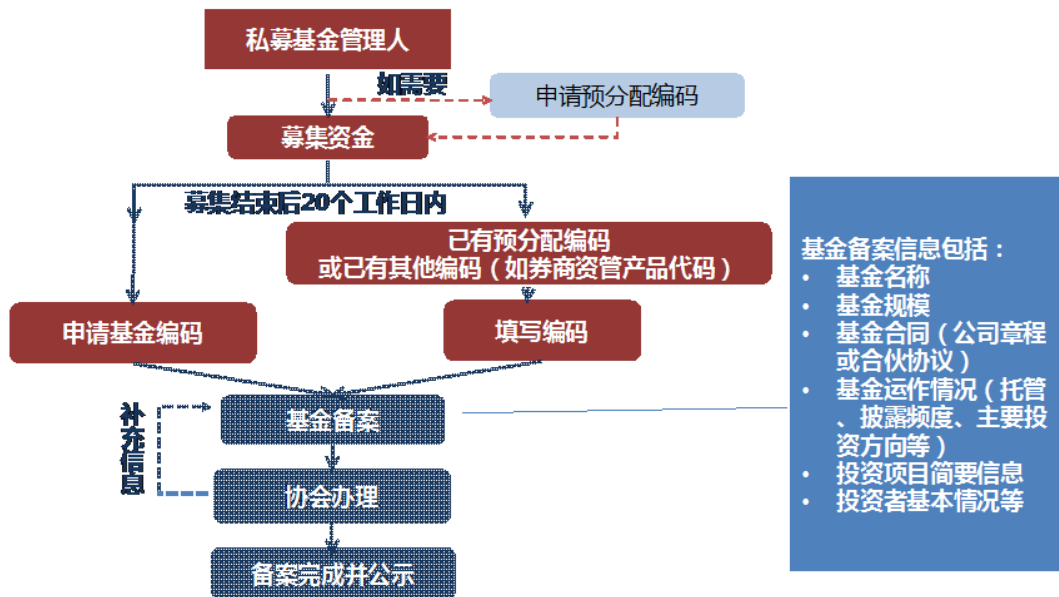 私募基金管理人
如需要
申请预分配编码
募集资金
募集结束后20个工作日内
已有预分配编码
或已有其他编码（如券商资管产品代码）
申请基金编码
填写编码
基金备案
补充信息
协会办理
备案完成并公示
基金备案信息包括：
• 基金名称
• 基金规模
• 基金合同（公司章程
或合伙协议）
• 基金运作情况（托管
、披露频度、主要投
资方向等）
• 投资项目简要信息
• 投资者基本情况等